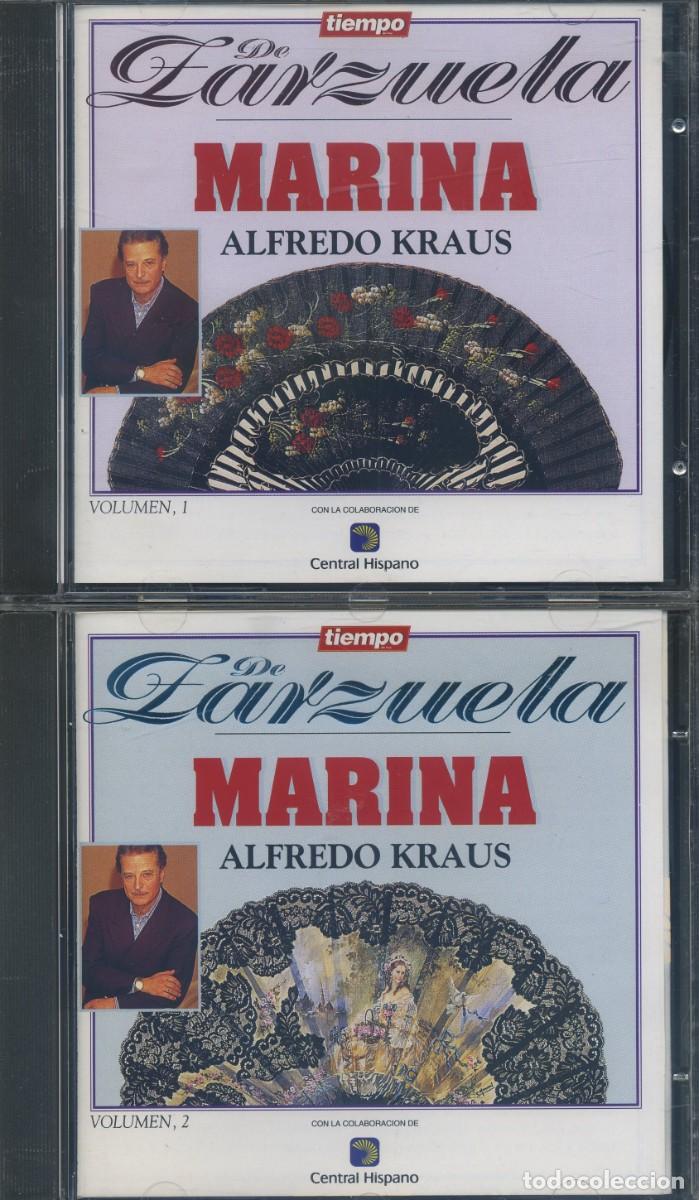 tiempo
De
Zarzuela
MARINA
ALFREDO KRAUS
VOLUMEN, 1
CON LA COLABORACION DE
Central Hispano
tiempo
De
Zarzuela
MARINA
ALFREDO KRAUS
VOLUMEN, 2
CON LA COLABORACION DE
Central Hispano
todocoleccion